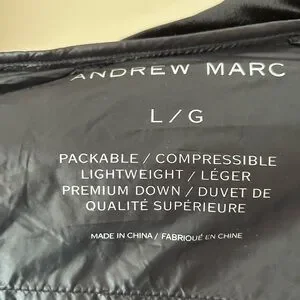 ANDREW MARC
L/G
PACKABLE / COMPRESSIBLE
LIGHTWEIGHT / LÉGER
PREMIUM DOWN / DUVET DE
QUALITÉ SUPÉRIEURE
MADE IN CHINA / FABRIQUÉ EN CHINE